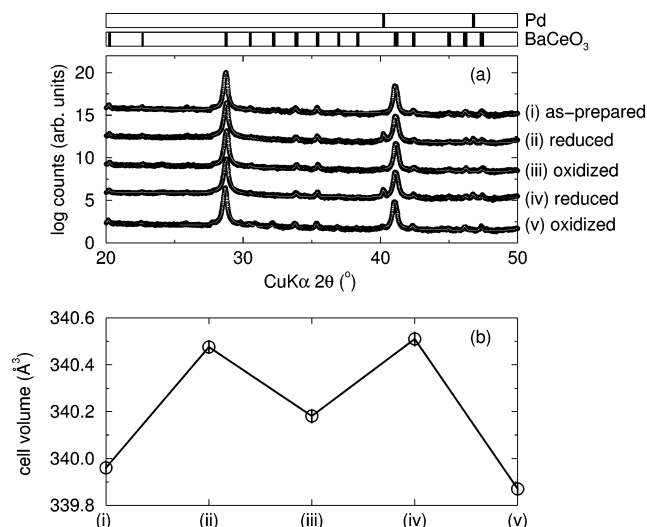 Pd
BaCeO3
(a)
log counts (arb. units)
20
15
10
5
0
(i) as−prepared
(ii) reduced
(iii) oxidized
(iv) reduced
(v) oxidized
20 30 40 50
CuKα 2θ (°)
(b)
cell volume (Å3)
340.6
340.4
340.2
340.0
339.8
(i) (ii) (iii) (iv) (v)